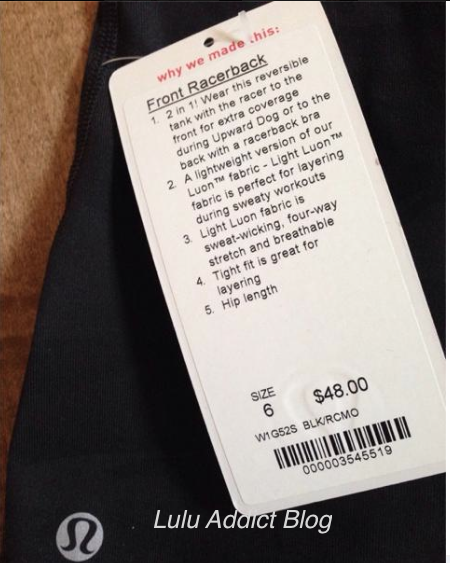 why we made this:
Front Racerback
1. 2 in 1! Wear this reversible
tank with the racer to the
front for extra coverage
during Upward Dog or to the
back with a racerback bra
2. A lightweight version of our
Luon™ fabric - Light Luon™
fabric is perfect for layering
during sweaty workouts
3. Light Luon fabric is
sweat-wicking, four-way
stretch and breathable
4. Tight fit is great for
layering
5. Hip length
SIZE
6
$48.00
W1G52S BLK/RCMO
000003545519
Lulu Addict Blog